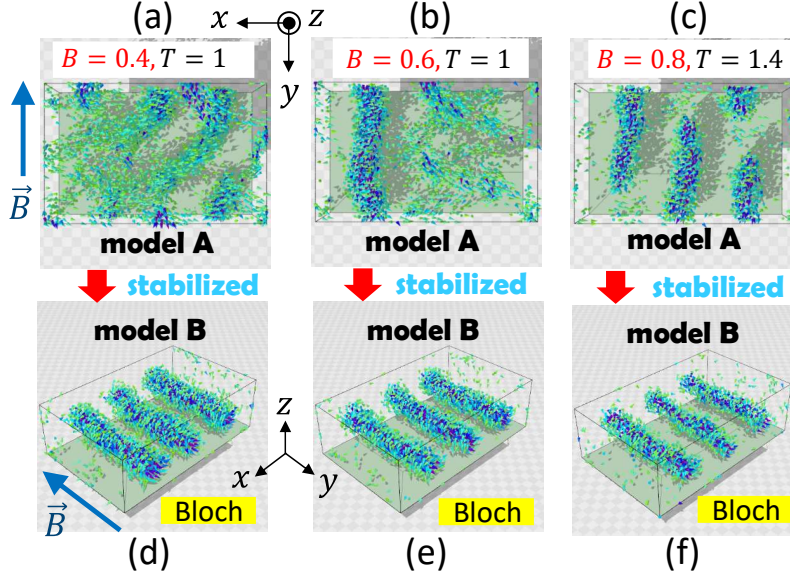 (a) (b) (c)
x z y
B = 0.4, T = 1
B = 0.6, T = 1
B = 0.8, T = 1.4
B⃗
model A model A model A
stabilized stabilized stabilized
model B model B model B
z x y
B⃗
Bloch Bloch Bloch
(d) (e) (f)